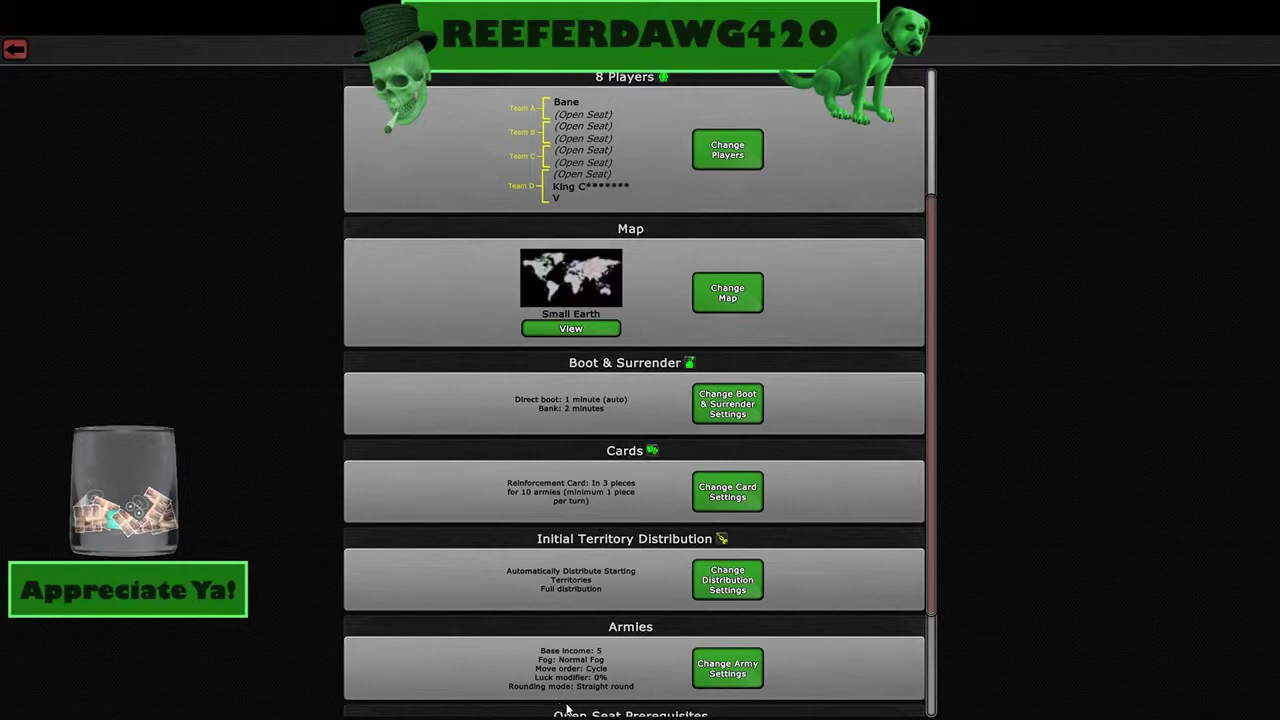 REEFERDAWG420
8 Players
Team A
Bane
(Open Seat)
Team B
(Open Seat)
(Open Seat)
Team C
(Open Seat)
(Open Seat)
(Open Seat)
Team D
King C*******
V
Change
Players
Map
Small Earth
View
Change
Map
Boot & Surrender
Direct boot: 1 minute (auto)
Bank: 2 minutes
Change Boot
& Surrender
Settings
Cards
Reinforcement Card: In 3 pieces
for 10 armies (minimum 1 piece
per turn)
Change Card
Settings
Initial Territory Distribution
Automatically Distribute Starting
Territories
Full distribution
Change
Distribution
Settings
Appreciate Ya!
Armies
Base income: 5
Fog: Normal Fog
Move order: Cycle
Luck modifier: 0%
Rounding mode: Straight round
Change Army
Settings
Open Seat Prerequisites